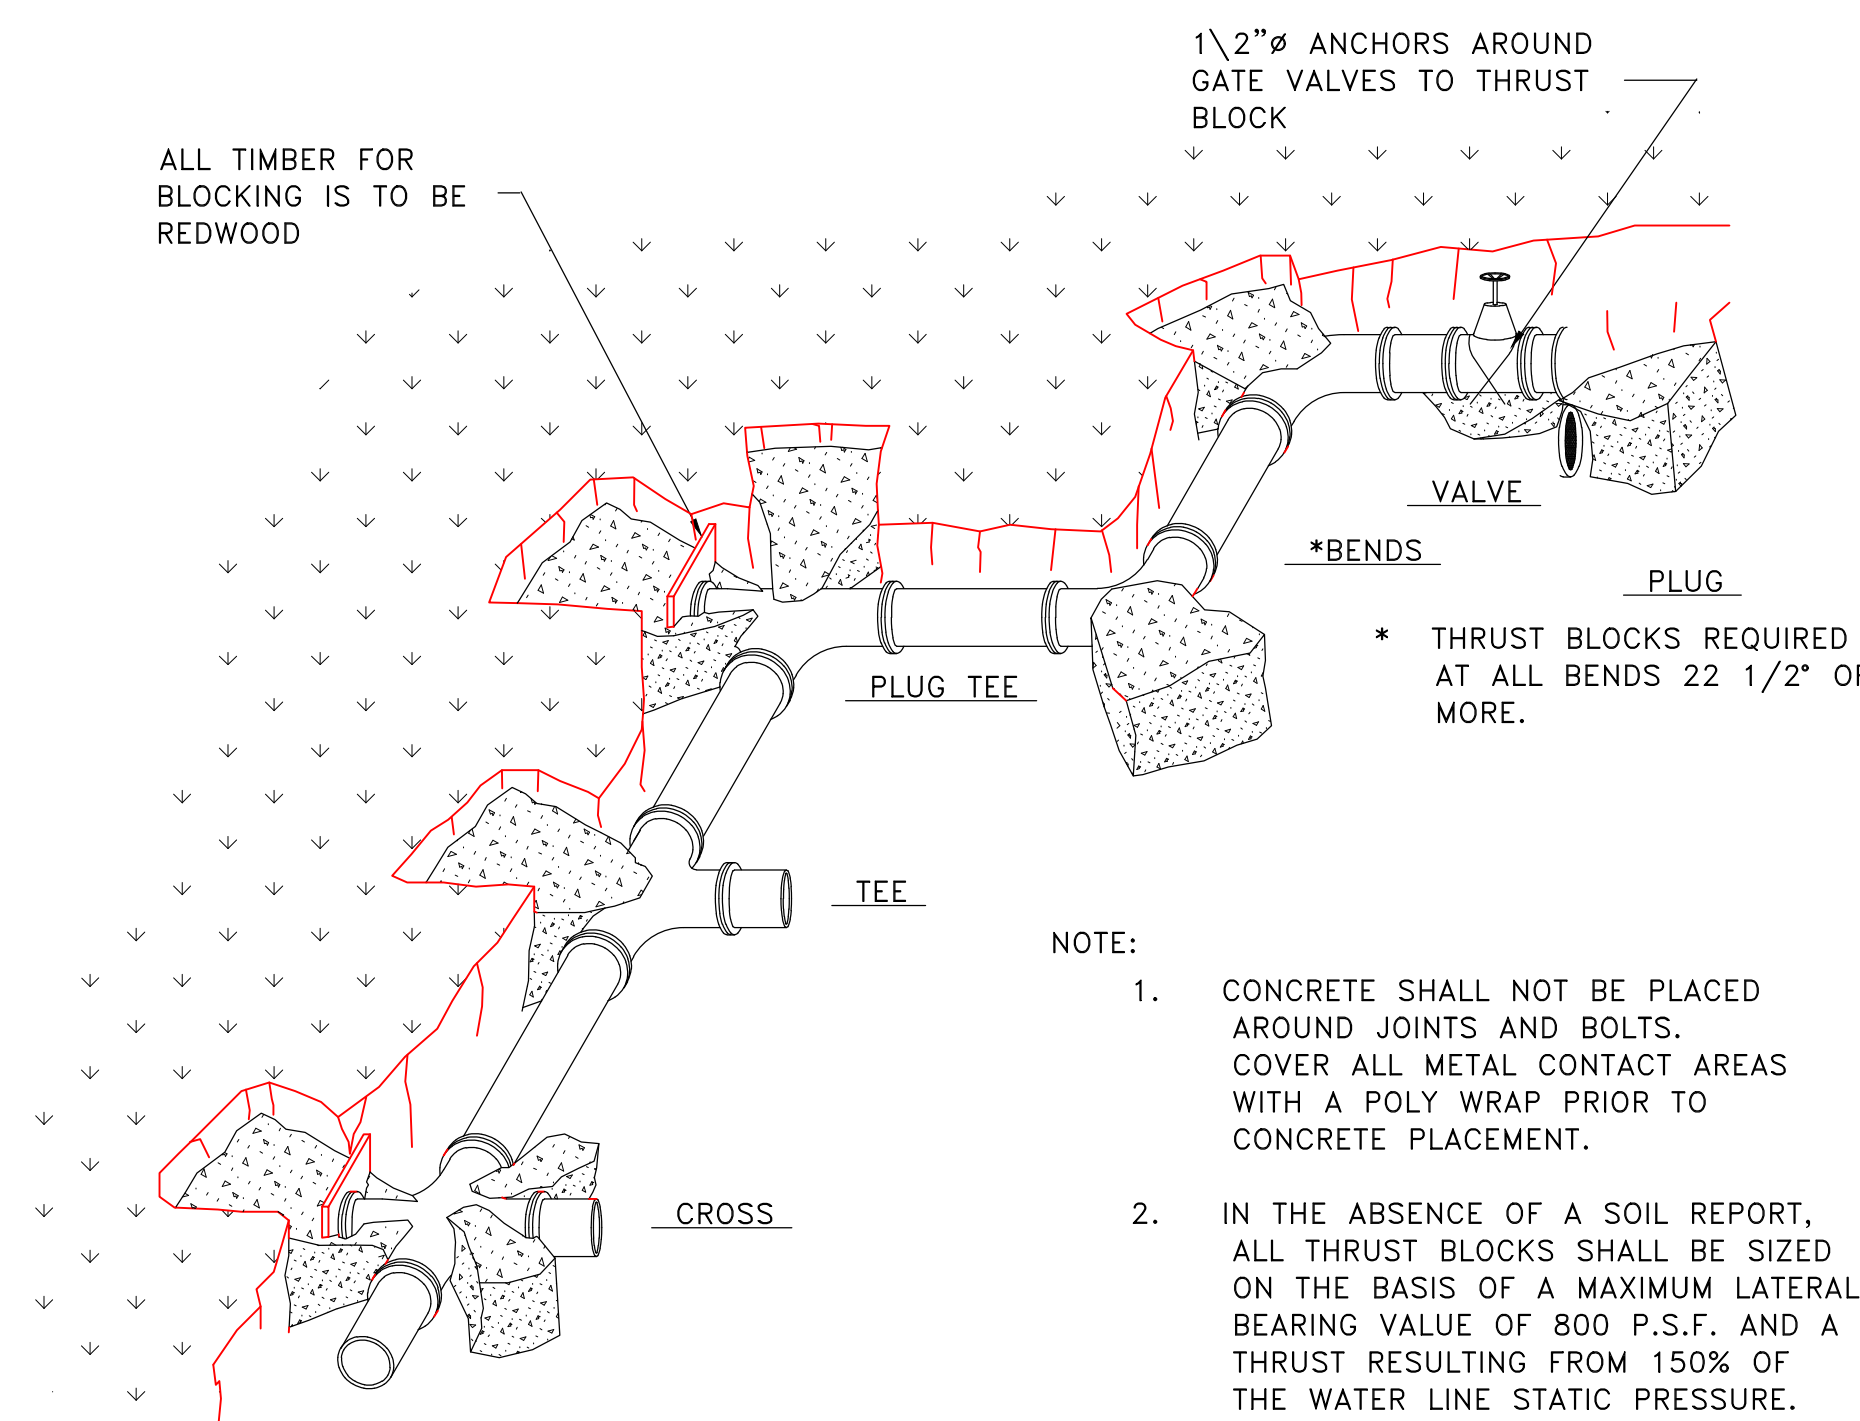 1\2"ø ANCHORS AROUND
GATE VALVES TO THRUST
BLOCK
ALL TIMBER FOR
BLOCKING IS TO BE
REDWOOD
VALVE
*BENDS
PLUG
* THRUST BLOCKS REQUIRED
AT ALL BENDS 22 1/2° OR
MORE.
PLUG TEE
TEE
CROSS
NOTE:
1. CONCRETE SHALL NOT BE PLACED
AROUND JOINTS AND BOLTS.
COVER ALL METAL CONTACT AREAS
WITH A POLY WRAP PRIOR TO
CONCRETE PLACEMENT.
2. IN THE ABSENCE OF A SOIL REPORT,
ALL THRUST BLOCKS SHALL BE SIZED
ON THE BASIS OF A MAXIMUM LATERAL
BEARING VALUE OF 800 P.S.F. AND A
THRUST RESULTING FROM 150% OF
THE WATER LINE STATIC PRESSURE.